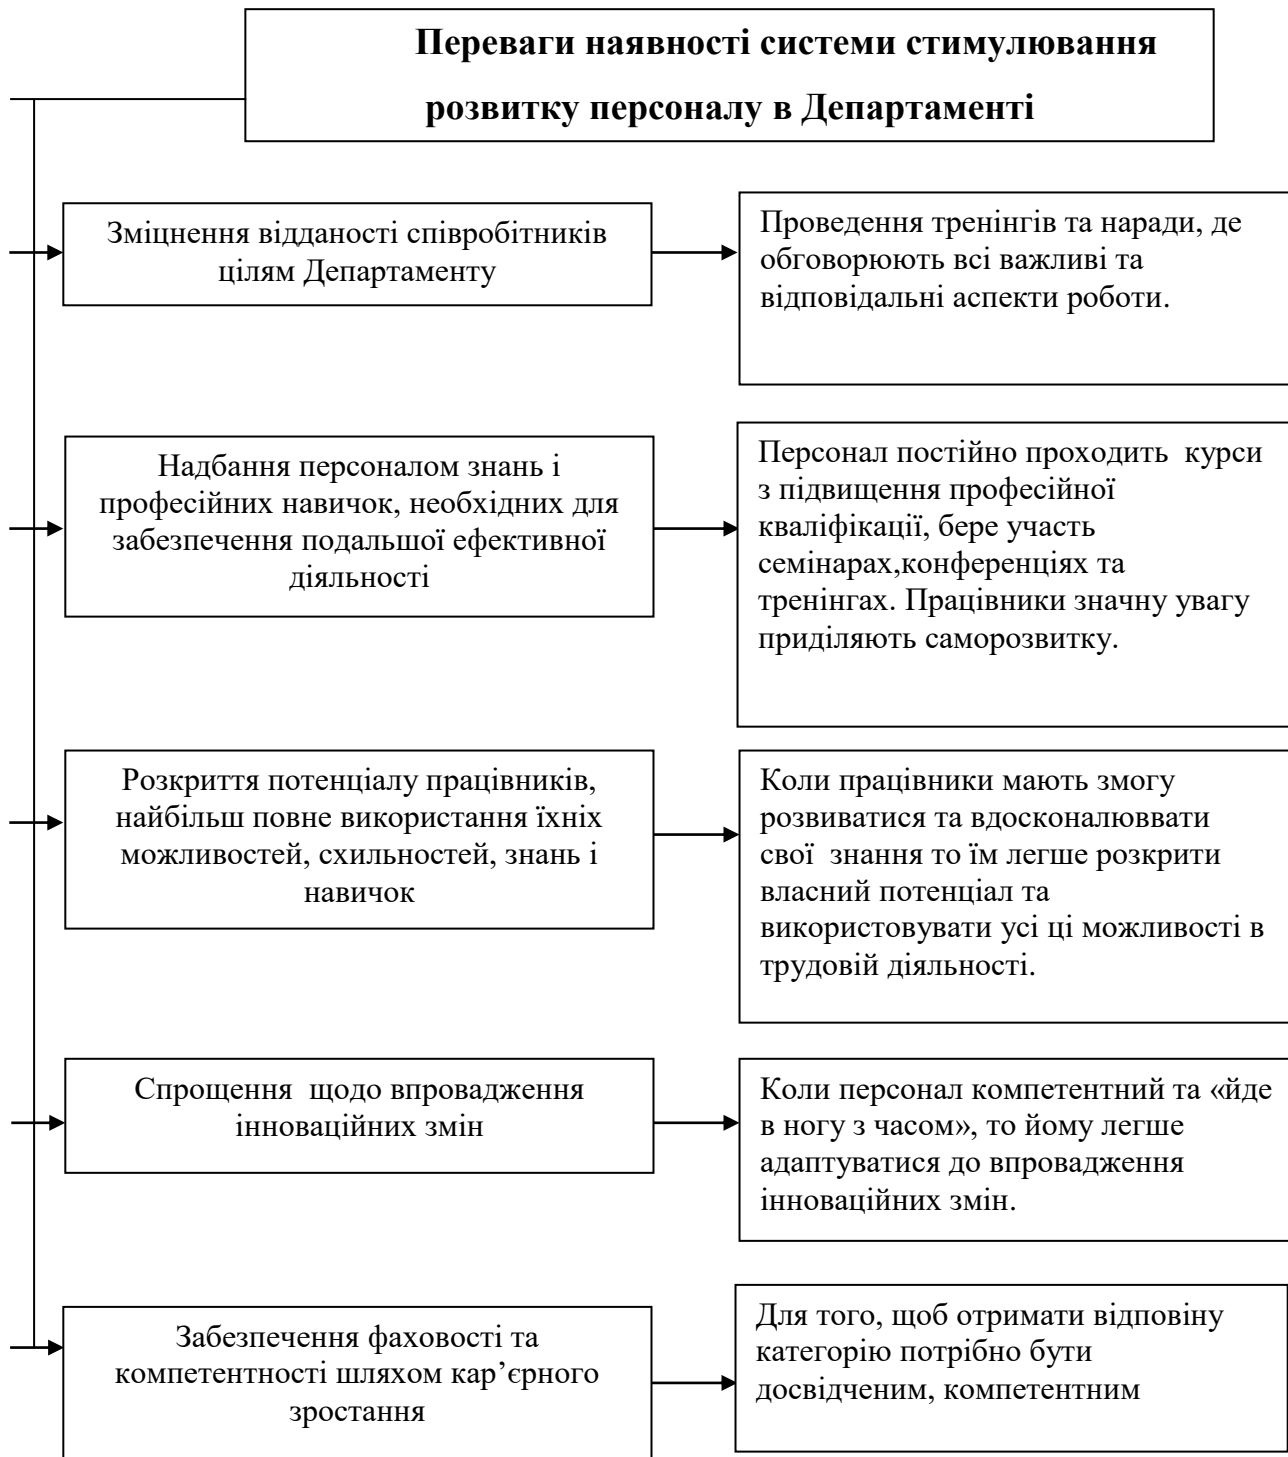 Переваги наявності системи стимулювання
розвитку персоналу в Департаменті
Зміцнення відданості співробітників
цілям Департаменту
Проведення тренінгів та наради, де
обговорюють всі важливі та
відповідальні аспекти роботи.
Надбання персоналом знань і
професійних навичок, необхідних для
забезпечення подальшої ефективної
діяльності
Персонал постійно проходить  курси
з підвищення професійної
кваліфікації, бере участь
семінарах,конференціях та
тренінгах. Працівники значну увагу
приділяють саморозвитку.
Розкриття потенціалу працівників,
найбільш повне використання їхніх
можливостей, схильностей, знань і
навичок
Коли працівники мають змогу
розвиватися та вдосконалюввати
свої  знання то їм легше розкрити
власний потенціал та
використовувати усі ці можливості в
трудовій діяльності.
Спрощення  щодо впровадження
інноваційних змін
Коли персонал компетентний та «йде
в ногу з часом», то йому легше
адаптуватися до впровадження
інноваційних змін.
Забезпечення фаховості та
компетентності шляхом кар’єрного
зростання
Для того, щоб отримати відповіну
категорію потрібно бути
досвідченим, компетентним